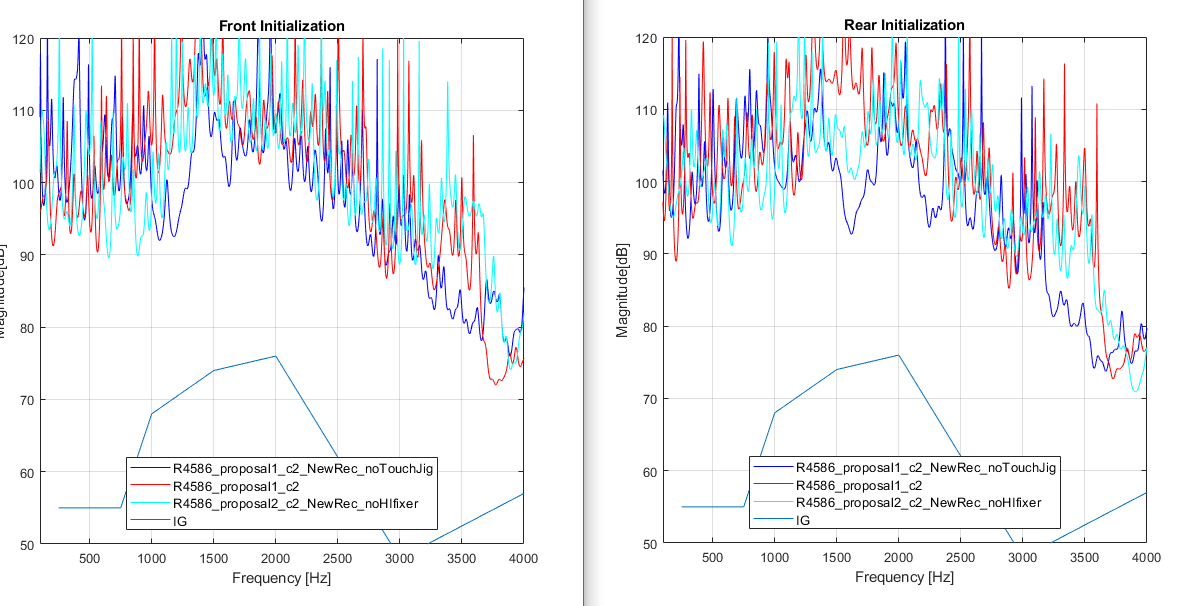 Front Initialization
120
110
100
90
80
70
60
50
Magnitude[dB]
R4586_proposal1_c2_NewRec_noTouchJig
R4586_proposal1_c2
R4586_proposal2_c2_NewRec_noHIfixer
IG
500 1000 1500 2000 2500 3000 3500 4000
Frequency [Hz]
Rear Initialization
120
110
100
90
80
70
60
50
Magnitude[dB]
R4586_proposal1_c2_NewRec_noTouchJig
R4586_proposal1_c2
R4586_proposal2_c2_NewRec_noHIfixer
IG
500 1000 1500 2000 2500 3000 3500 4000
Frequency [Hz]